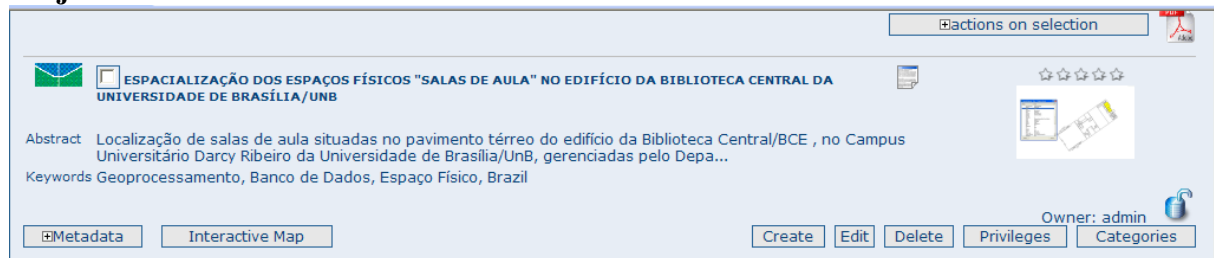 actions on selection
ESPACIALIZAÇÃO DOS ESPAÇOS FÍSICOS "SALAS DE AULA" NO EDIFÍCIO DA BIBLIOTECA CENTRAL DA
UNIVERSIDADE DE BRASÍLIA/UNB
Abstract Localização de salas de aula situadas no pavimento térreo do edifício da Biblioteca Central/BCE , no Campus
Universitário Darcy Ribeiro da Universidade de Brasília/UnB, gerenciadas pelo Depa...
Keywords Geoprocessamento, Banco de Dados, Espaço Físico, Brazil
Owner: admin
Metadata Interactive Map Create Edit Delete Privileges Categories